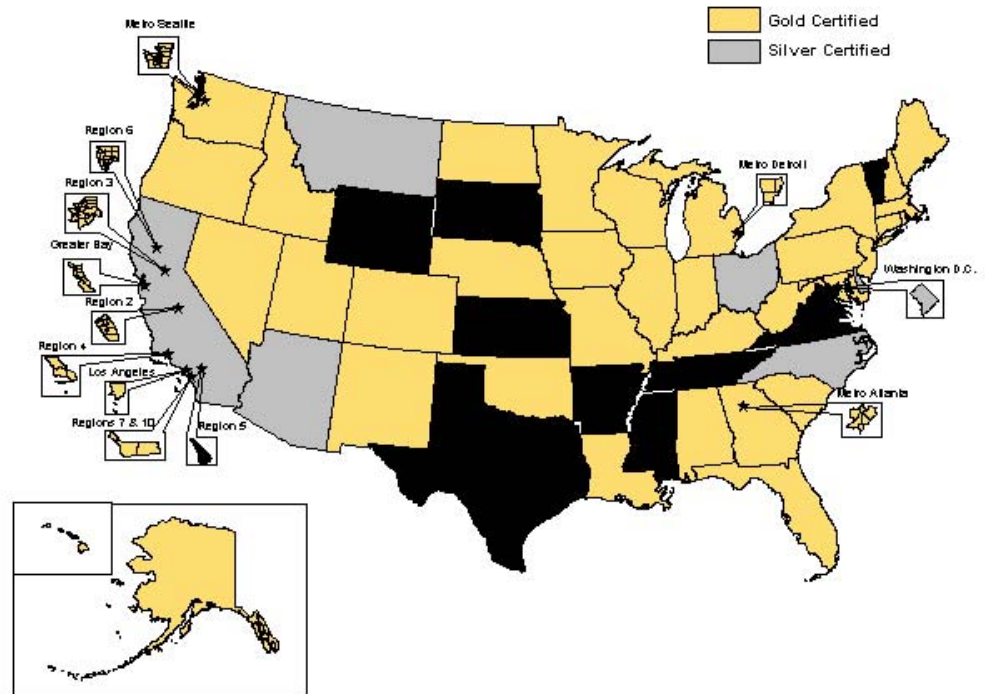 Metro Seattle
Gold Certified
Silver Certified
Region 6
Metro Detroit
Region 3
Greater Bay
Washington D.C.
Region 2
Region 4
Los Angeles
Metro Atlanta
Regions 7 & 10
Region 5